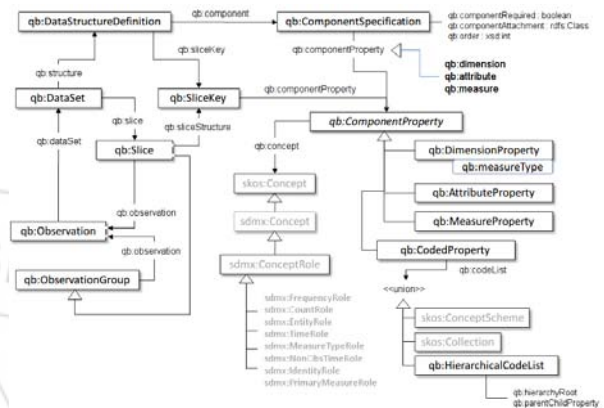 qb:DataStructureDefinition
qb:component
qb:ComponentSpecification
qb:componentRequired : boolean
qb:componentAttachment : rdfs:Class
qb:order : xsd:int
qb:sliceKey
qb:componentProperty
qb:dimension
qb:attribute
qb:measure
qb:structure
qb:DataSet
qb:SliceKey
qb:componentProperty
qb:slice
qb:sliceStructure
qb:ComponentProperty
qb:dataSet
qb:Slice
qb:concept
qb:DimensionProperty
qb:measureType
skos:Concept
qb:AttributeProperty
qb:observation
sdmx:Concept
qb:MeasureProperty
qb:Observation
qb:observation
sdmx:ConceptRole
qb:CodedProperty
qb:codeList
qb:ObservationGroup
<<union>>
sdmx:FrequencyRole
sdmx:CountRole
sdmx:EntityRole
sdmx:TimeRole
sdmx:MeasureTypeRole
sdmx:NonObsTimeRole
sdmx:IdentityRole
sdmx:PrimaryMeasureRole
skos:ConceptScheme
skos:Collection
qb:HierarchicalCodeList
qb:hierarchyRoot
qb:parentChildProperty